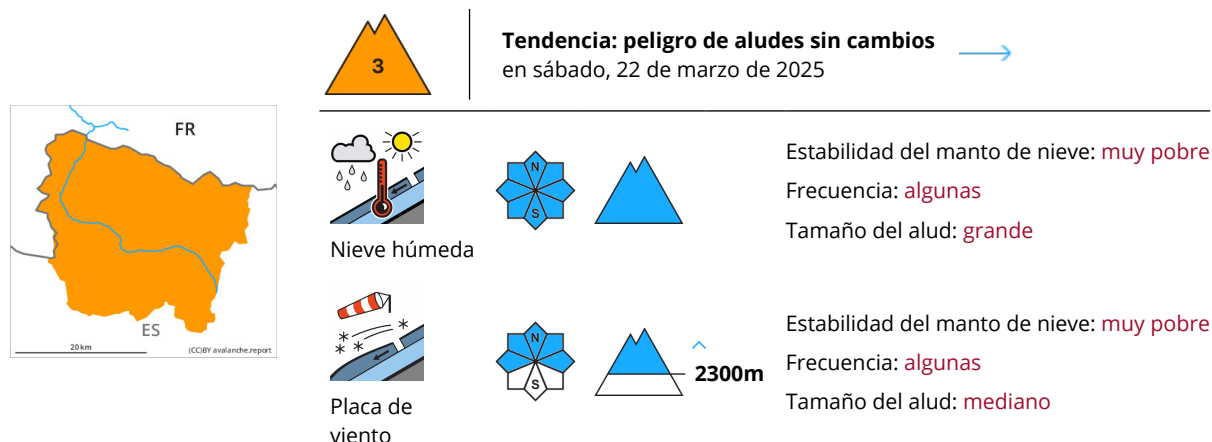 3
Tendencia: peligro de aludes sin cambios
en sábado, 22 de marzo de 2025
FR
ES
20 km
(CC)BY avalanche.report
N
S
Nieve húmeda
Estabilidad del manto de nieve: muy pobre
Frecuencia: algunas
Tamaño del alud: grande
N
S
2300m
Placa de
viento
Estabilidad del manto de nieve: muy pobre
Frecuencia: algunas
Tamaño del alud: mediano